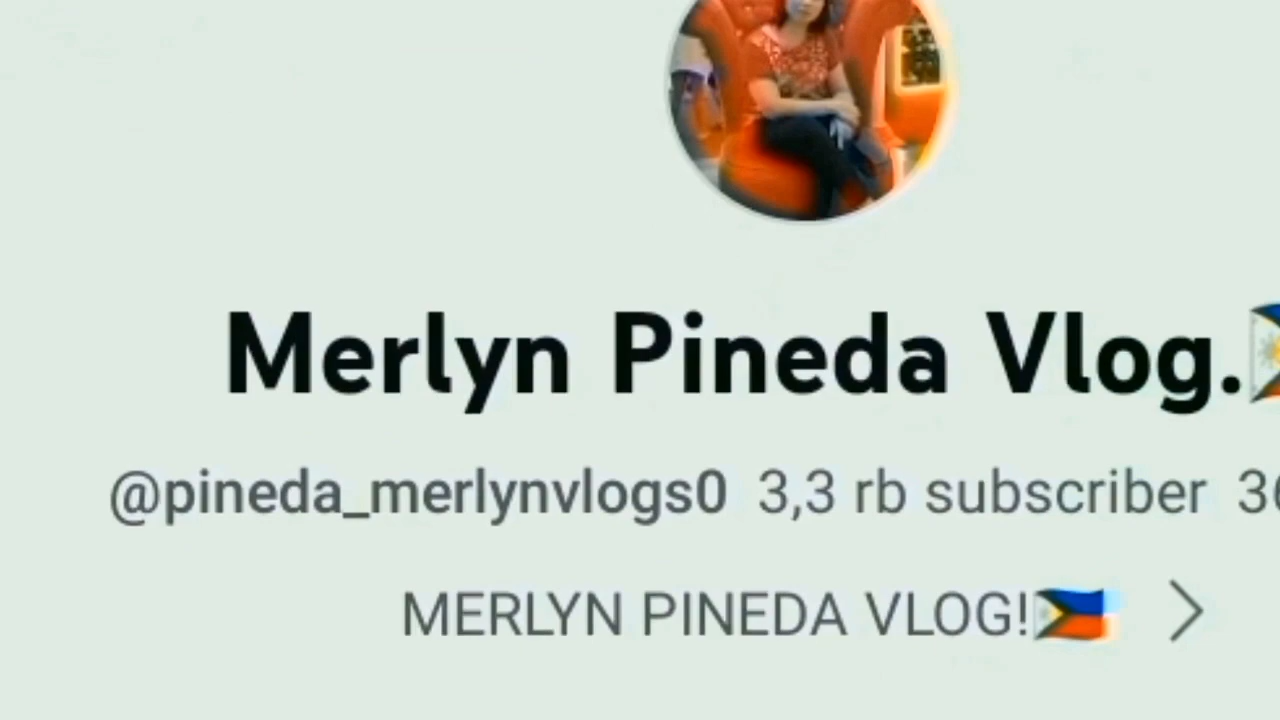 Merlyn Pineda Vlog.🇵🇭
@pineda_merlynvlogs0 3,3 rb subscriber
MERLYN PINEDA VLOG!🇵🇭